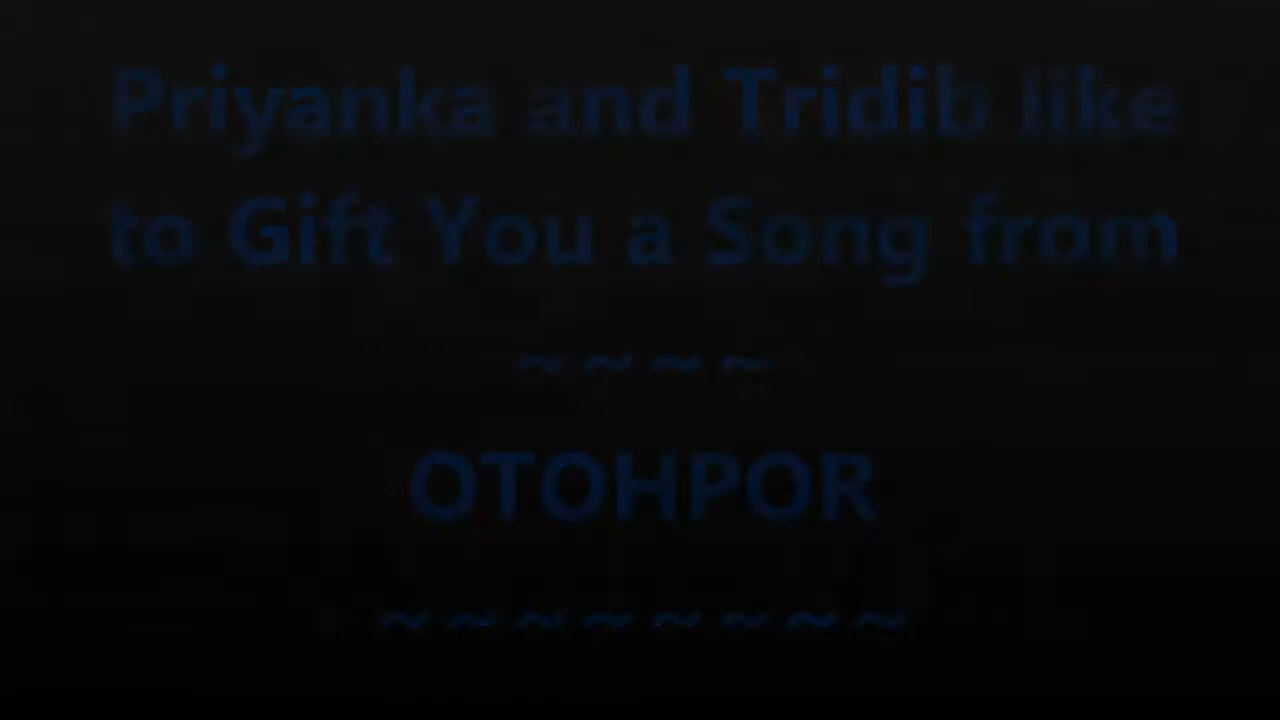 Priyanka and Tridib like
to Gift You a Song from
~ ~ ~ ~
OTOHPOR
~ ~ ~ ~ ~ ~ ~ ~